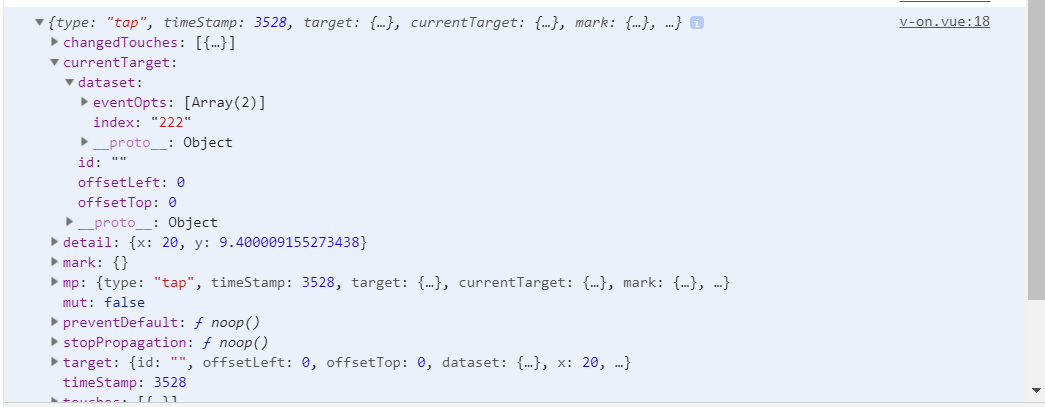 {type: "tap", timeStamp: 3528, target: {…}, currentTarget: {…}, mark: {…}, …} i v-on.vue:18
changedTouches: [{…}]
currentTarget:
dataset:
eventOpts: [Array(2)]
index: "222"
__proto__: Object
id: ""
offsetLeft: 0
offsetTop: 0
__proto__: Object
detail: {x: 20, y: 9.400009155273438}
mark: {}
mp: {type: "tap", timeStamp: 3528, target: {…}, currentTarget: {…}, mark: {…}, …}
mut: false
preventDefault: ƒ noop()
stopPropagation: ƒ noop()
target: {id: "", offsetLeft: 0, offsetTop: 0, dataset: {…}, x: 20, …}
timeStamp: 3528
touches: [{…}]